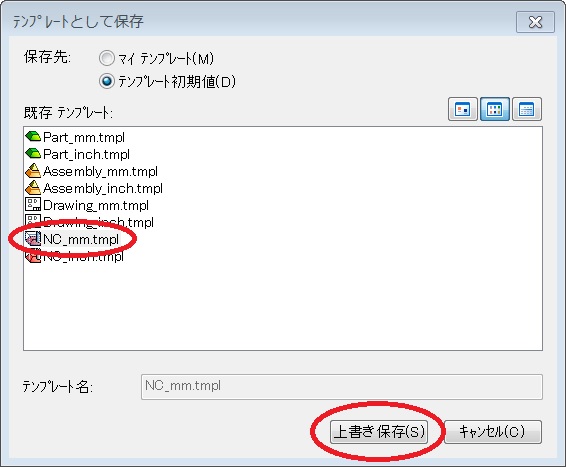 テンプレートとして保存
保存先:
マイ テンプレート(M)
テンプレート初期値(D)
既存 テンプレート:
Part_mm.tmpl
Part_inch.tmpl
Assembly_mm.tmpl
Assembly_inch.tmpl
Drawing_mm.tmpl
Drawing_inch.tmpl
NC_mm.tmpl
NC_inch.tmpl
テンプレート名:
NC_mm.tmpl
上書き保存(S)
キャンセル(C)